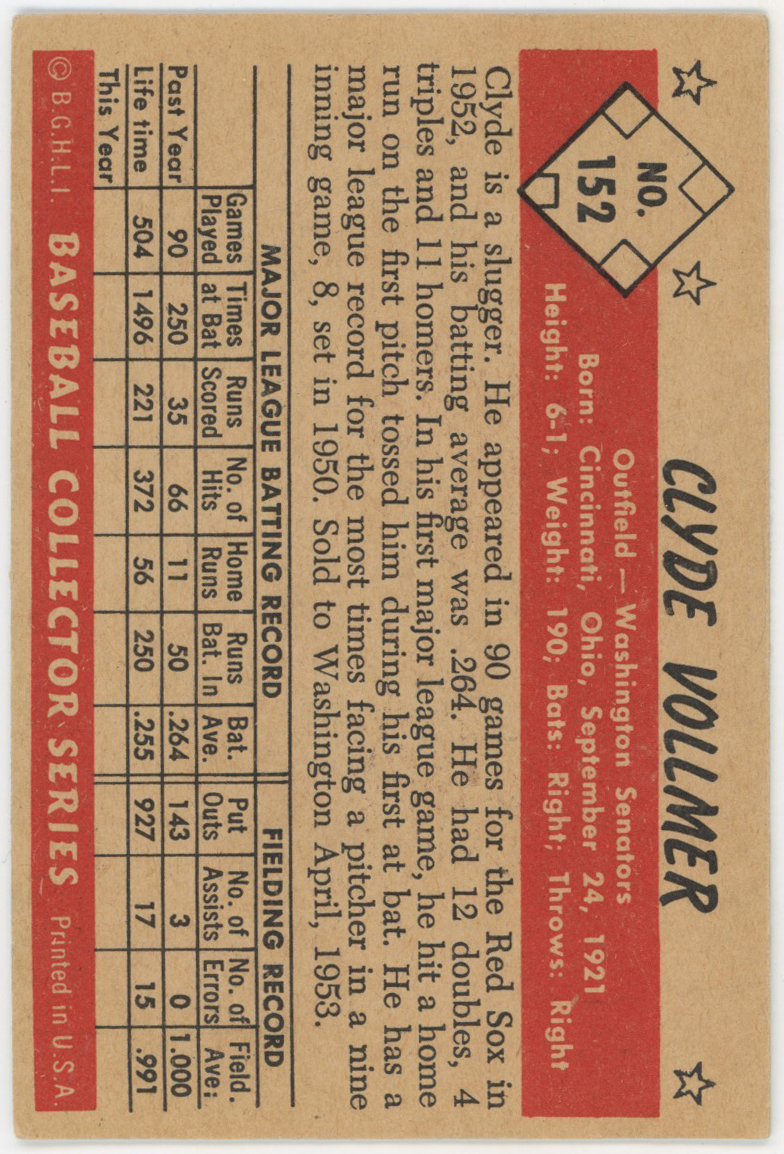 CLYDE VOLLMER
NO.
152
Outfield — Washington Senators
Born: Cincinnati, Ohio, September 24, 1921
Height: 6-1; Weight: 190; Bats: Right; Throws: Right
Clyde is a slugger. He appeared in 90 games for the Red Sox in
1952, and his batting average was .264. He had 12 doubles, 4
triples and 11 homers. In his first major league game, he hit a home
run on the first pitch tossed him during his first at bat. He has a
major league record for the most times facing a pitcher in a nine
inning game, 8, set in 1950. Sold to Washington April, 1953.
MAJOR LEAGUE BATTING RECORD FIELDING RECORD
Games Times Runs No. of Home Runs Bat. Put No. of No. of Field.
Played at Bat Scored Hits Runs Bat. In Ave. Outs Assists Errors Ave:
Past Year 90 250 35 66 11 50 .264 143 3 0 1.000
Life time 504 1496 221 372 56 250 .255 927 17 15 .991
This Year
© B.G.H.L.I. BASEBALL COLLECTOR SERIES Printed in U.S.A.